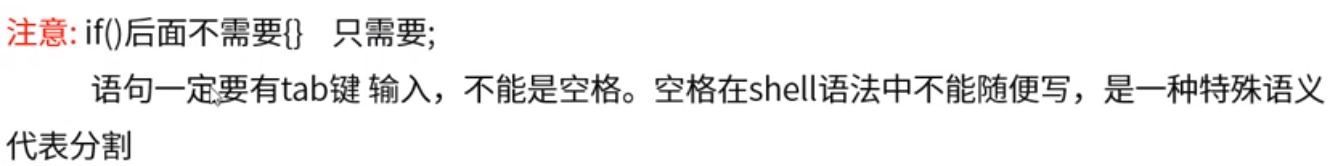 注意: if()后面不需要{} 只需要;
语句一定要有tab键 输入，不能是空格。空格在shell语法中不能随便写，是一种特殊语义
代表分割